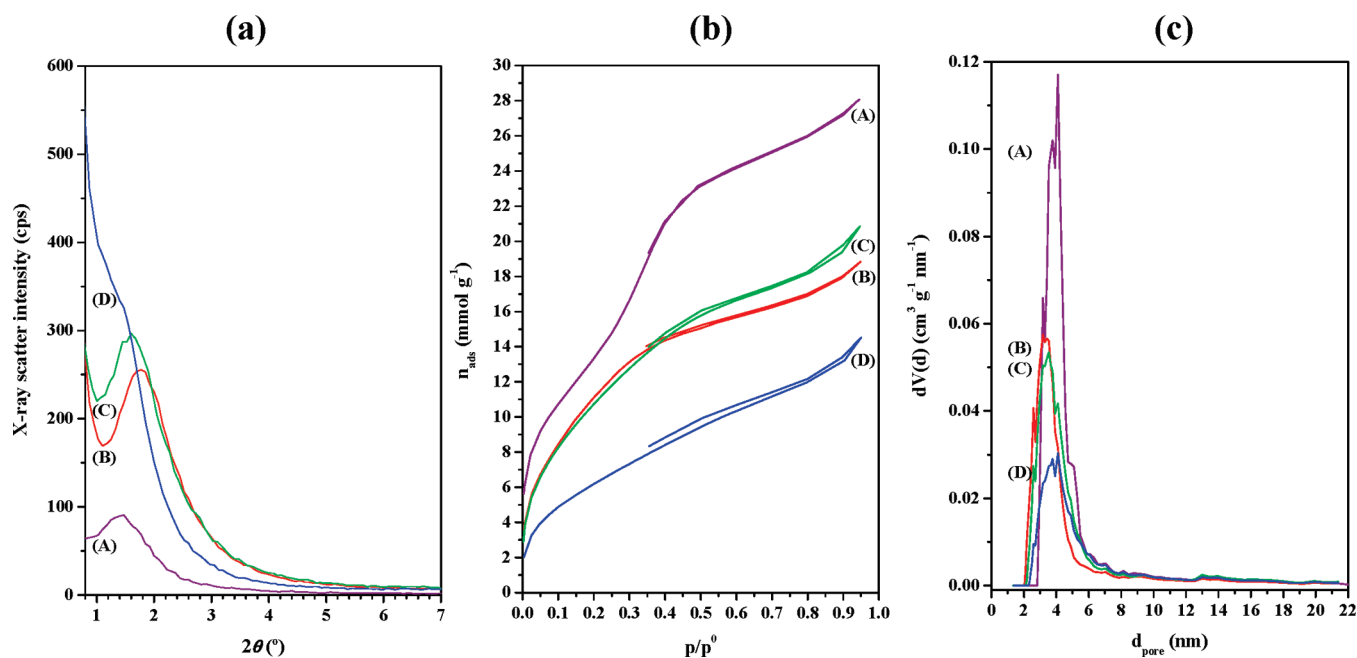 (a)
X-ray scatter intensity (cps)
600
500
400
300
200
100
0
(D)
(C)
(B)
(A)
1 2 3 4 5 6 7
2θ (°)
(b)
n_ads (mmol g⁻¹)
30
28
26
24
22
20
18
16
14
12
10
8
6
4
2
0
(A)
(C)
(B)
(D)
0.0 0.1 0.2 0.3 0.4 0.5 0.6 0.7 0.8 0.9 1.0
p/p⁰
(c)
dV(d) (cm³ g⁻¹ nm⁻¹)
0.12
0.10
0.08
0.06
0.04
0.02
0.00
(A)
(B)
(C)
(D)
0 2 4 6 8 10 12 14 16 18 20 22
d_pore (nm)